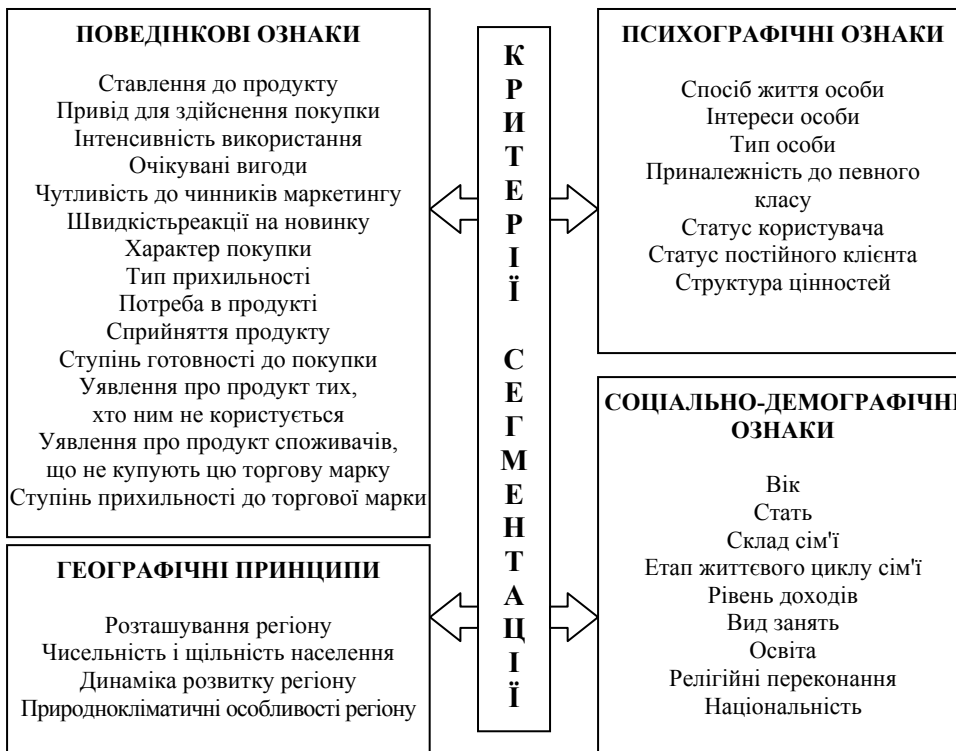 ПОВЕДІНКОВІ ОЗНАКИ
Ставлення до продукту
Привід для здійснення покупки
Інтенсивність використання
Очікувані вигоди
Чутливість до чинників маркетингу
Швидкістьреакції на новинку
Характер покупки
Тип прихильності
Потреба в продукті
Сприйняття продукту
Ступінь готовності до покупки
Уявлення про продукт тих,
хто ним не користується
Уявлення про продукт споживачів,
що не купують цю торгову марку
Ступінь прихильності до торгової марки
ГЕОГРАФІЧНІ ПРИНЦИПИ
Розташування регіону
Чисельність і щільність населення
Динаміка розвитку регіону
Природнокліматичні особливості регіону
КРИТЕРІЇ СЕГМЕНТАЦІЇ
ПСИХОГРАФІЧНІ ОЗНАКИ
Спосіб життя особи
Інтереси особи
Тип особи
Приналежність до певного
класу
Статус користувача
Статус постійного клієнта
Структура цінностей
СОЦІАЛЬНО-ДЕМОГРАФІЧНІ
ОЗНАКИ
Вік
Стать
Склад сім'ї
Етап життєвого циклу сім'ї
Рівень доходів
Вид занять
Освіта
Релігійні переконання
Національність